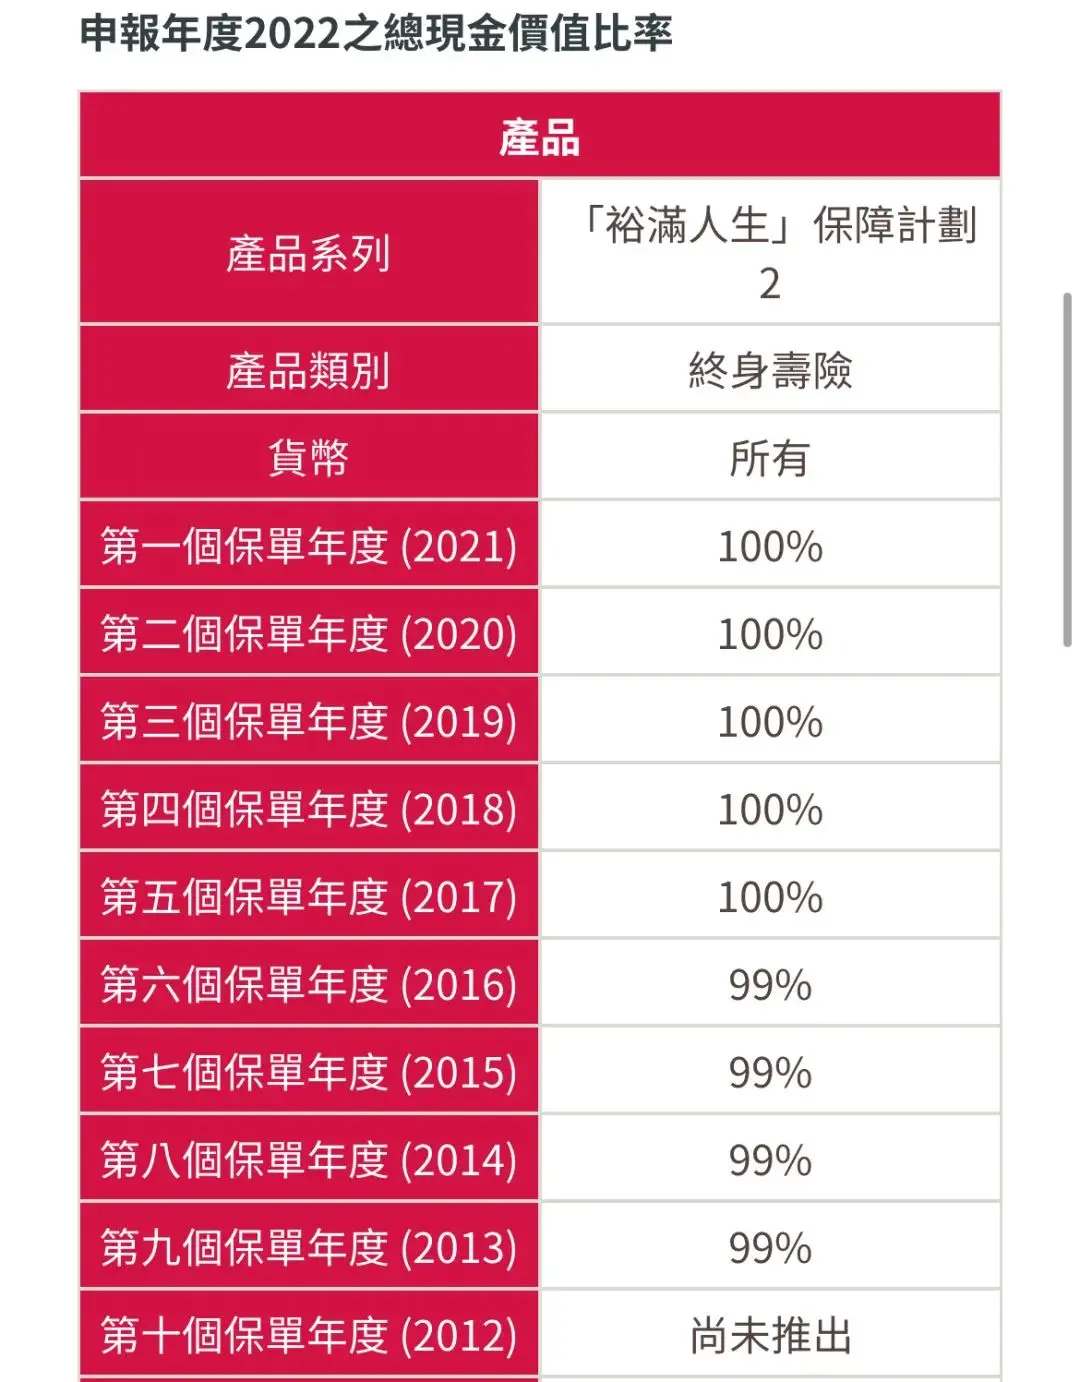 申報年度2022之總現金價值比率
產品
產品系列
「裕滿人生」保障計劃
2
產品類別
終身壽險
貨幣
所有
第一個保單年度 (2021)
100%
第二個保單年度 (2020)
100%
第三個保單年度 (2019)
100%
第四個保單年度 (2018)
100%
第五個保單年度 (2017)
100%
第六個保單年度 (2016)
99%
第七個保單年度 (2015)
99%
第八個保單年度 (2014)
99%
第九個保單年度 (2013)
99%
第十個保單年度 (2012)
尚未推出